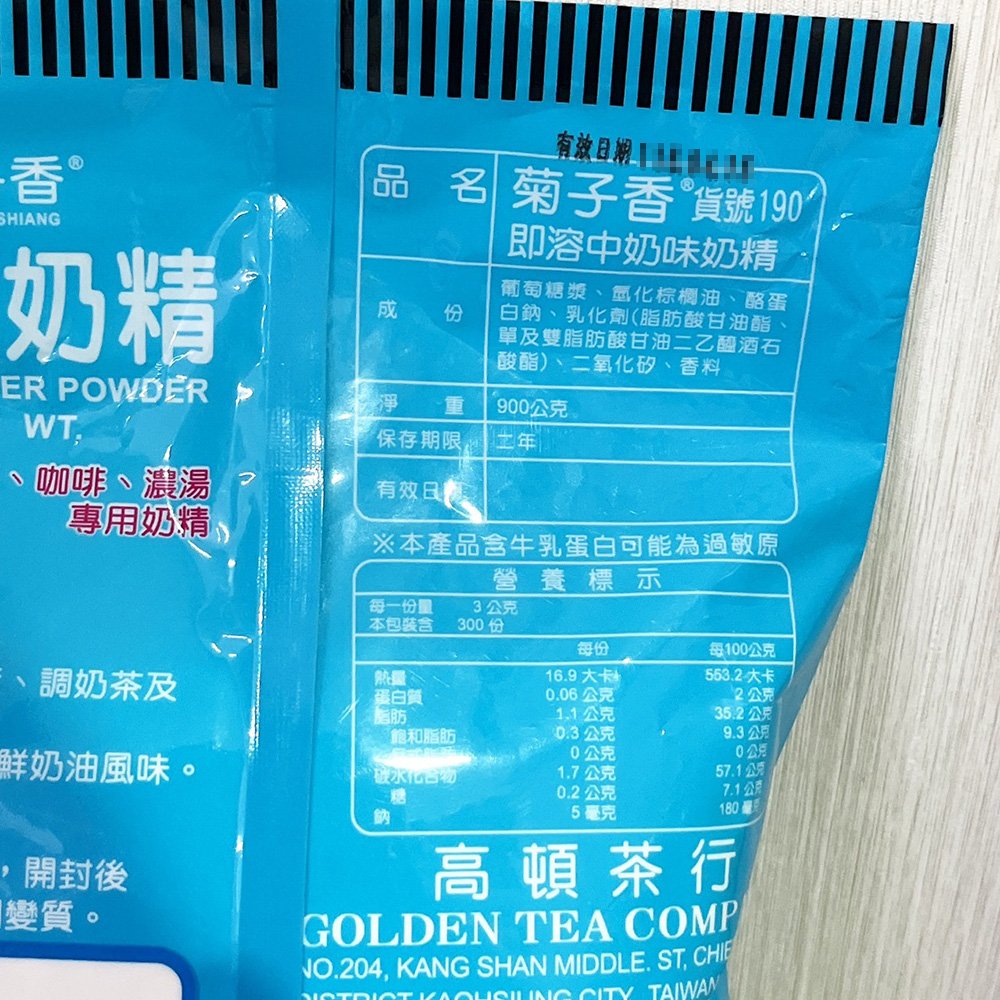 香®
SHIANG
奶精
ER POWDER
WT.
、咖啡、濃湯
專用奶精
、調奶茶及
鮮奶油風味。
，開封後
變質。
有效日期
品名 菊子香®貨號190
即溶中奶味奶精
成份 葡萄糖漿、氫化棕櫚油、酪蛋
白鈉、乳化劑(脂肪酸甘油酯、
單及雙脂肪酸甘油二乙醯酒石
酸酯)、二氧化矽、香料
淨重 900公克
保存期限 二年
有效日
※本產品含牛乳蛋白可能為過敏原
營養標示
每一份量 3公克
本包裝含 300份
每份 每100公克
熱量 16.9大卡 553.2大卡
蛋白質 0.06公克 2公克
脂肪 1.1公克 35.2公克
飽和脂肪 0.3公克 9.3公克
0公克 0公克
碳水化合物 1.7公克 57.1公克
糖 0.2公克 7.1公克
鈉 5毫克 180毫克
高頓茶行
GOLDEN TEA COMP
NO.204, KANG SHAN MIDDLE. ST, CHIE
DISTRICT KAOHSIUNG CITY, TAIWAN